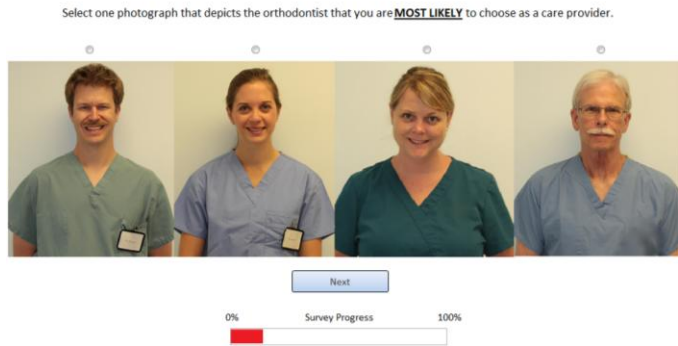 Select one photograph that depicts the orthodontist that you are MOST LIKELY to choose as a care provider.
Next
0% Survey Progress 100%